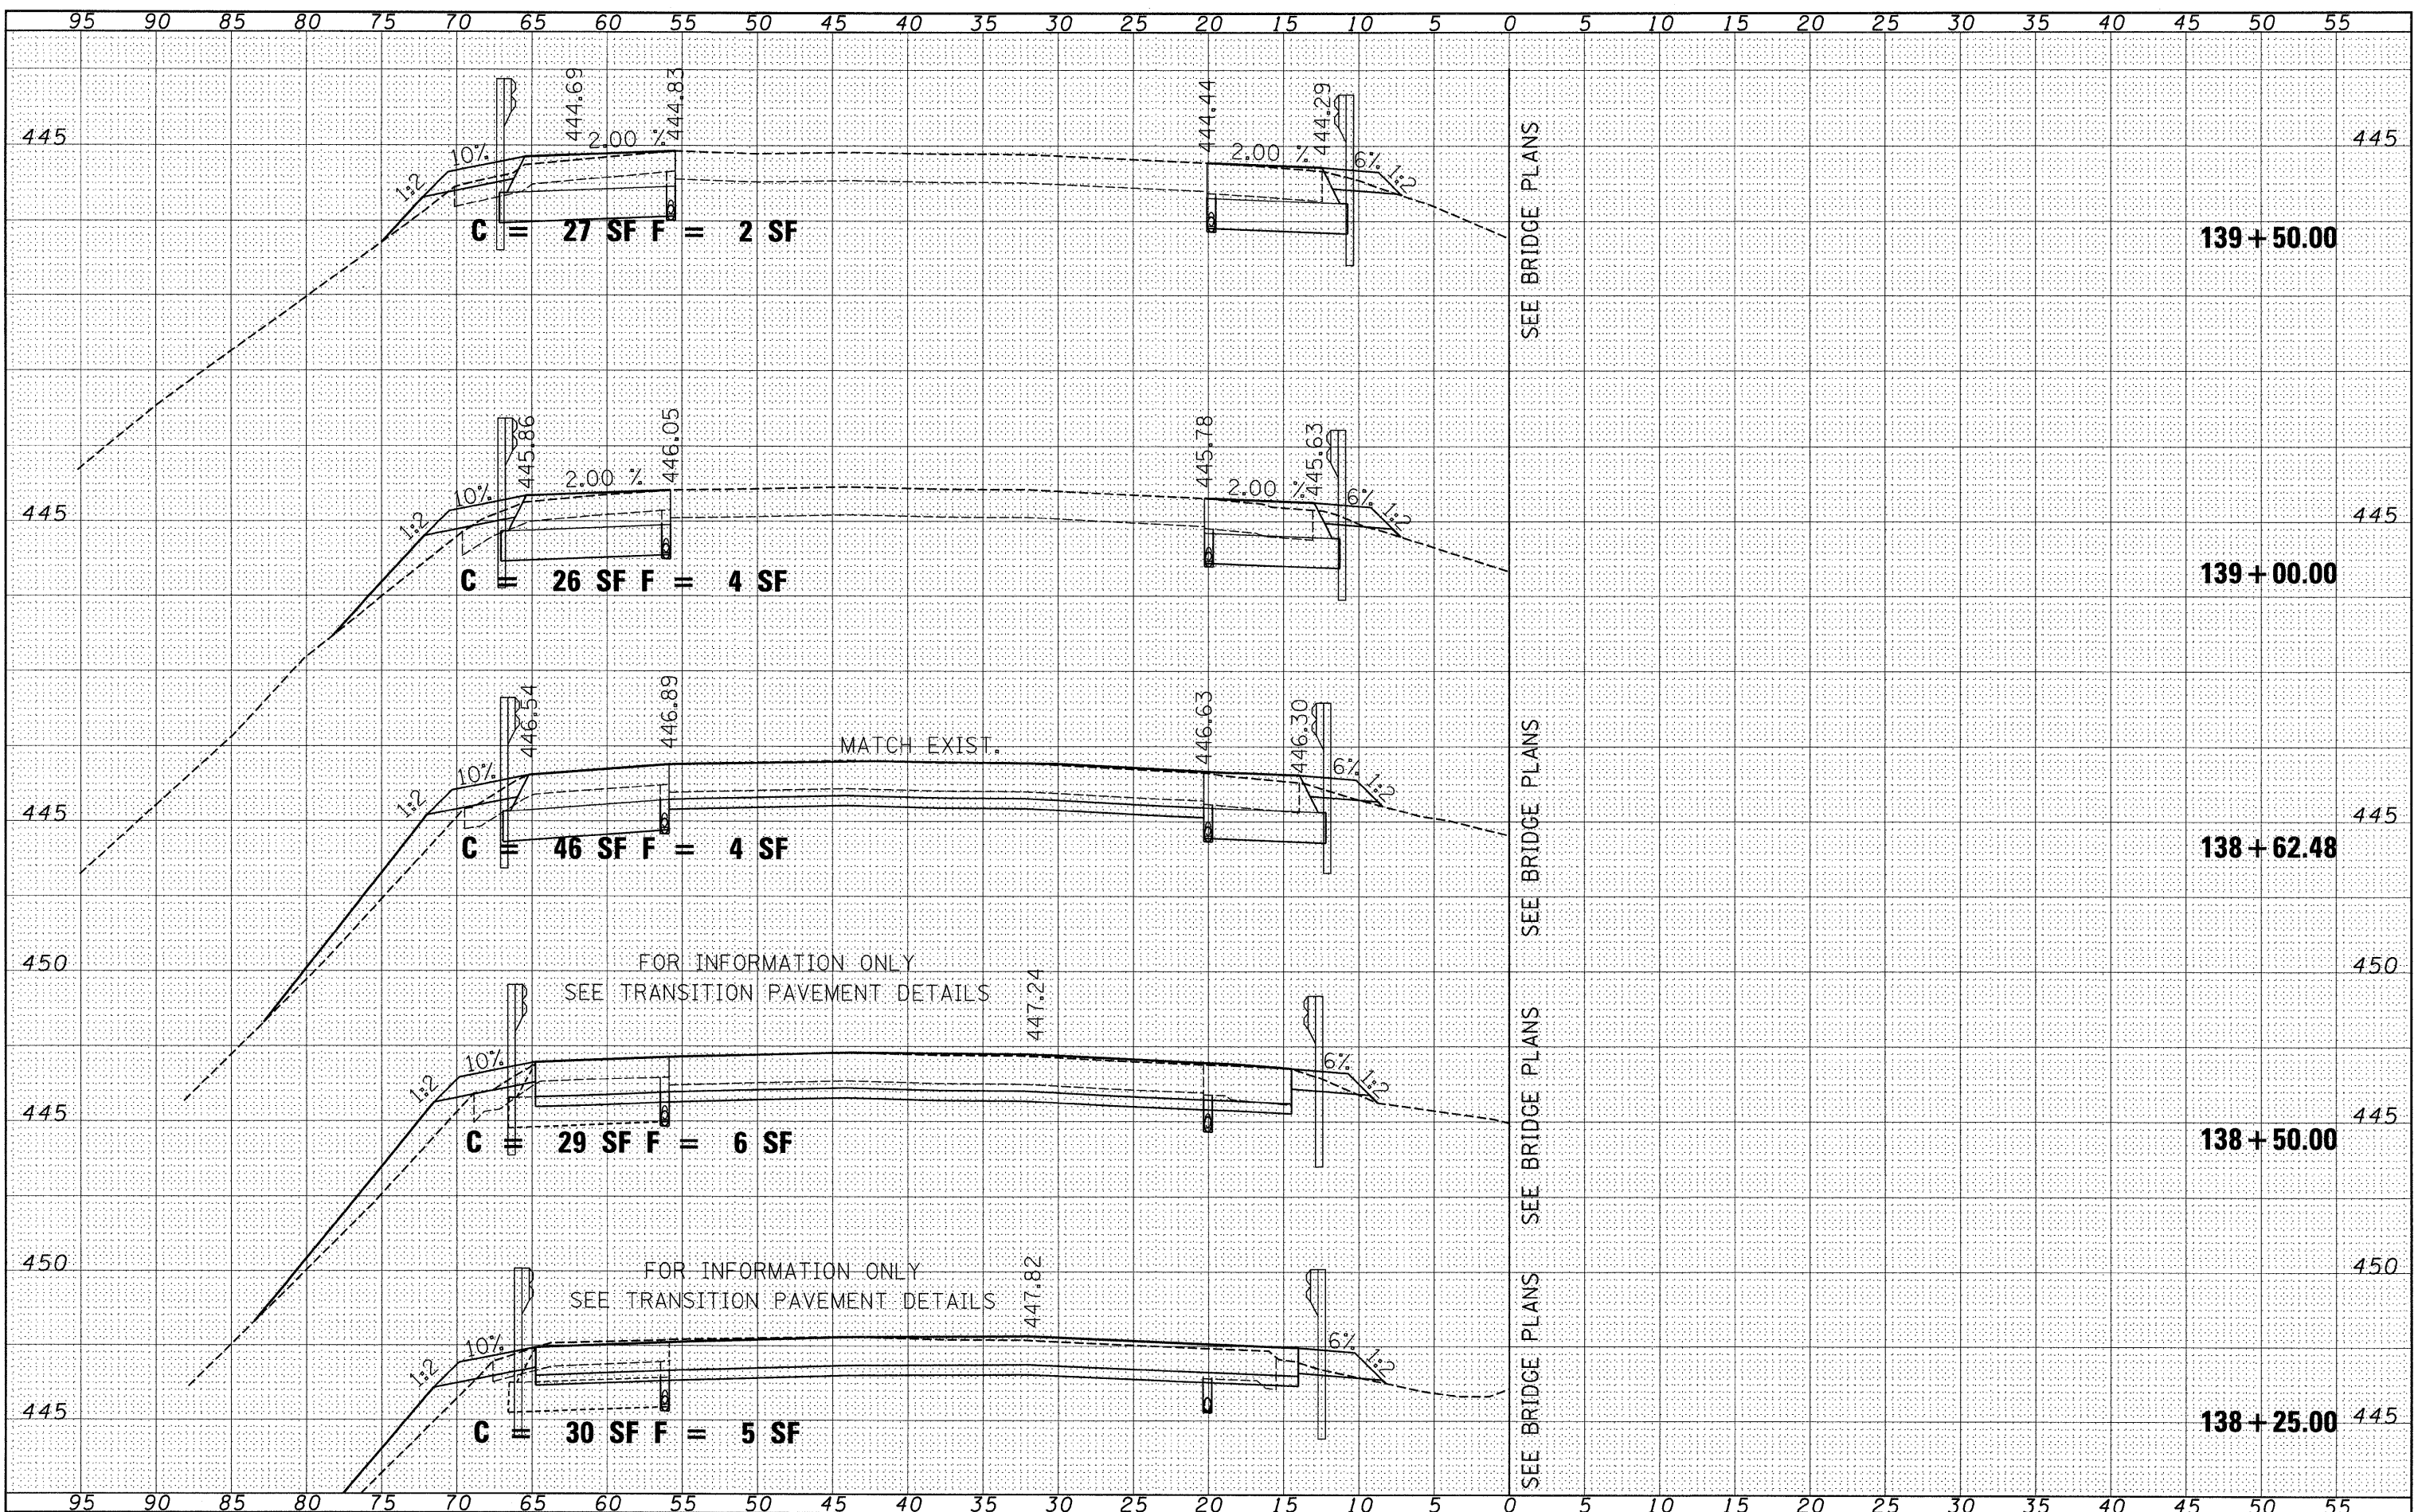 95 90 85 80 75 70 65 60 55 50 45 40 35 30 25 20 15 10 5 0 5 10 15 20 25 30 35 40 45 50 55
444.69 444.83 444.44 444.29
445 10% 2.00 % 2.00 % 6% 445
1:2 1:2
SEE BRIDGE PLANS
C = 27 SF F = 2 SF 139 + 50.00
445.86 446.05 445.78 445.63
10% 2.00 % 2.00 % 6%
445 1:2 1:2 445
C = 26 SF F = 4 SF 139 + 00.00
446.54 446.89 446.63 446.30
MATCH EXIST.
10% 6%
1:2 1:2
445 445
SEE BRIDGE PLANS
C = 46 SF F = 4 SF 138 + 62.48
450 FOR INFORMATION ONLY 450
SEE TRANSITION PAVEMENT DETAILS 447.24
10% 6%
1:2 1:2
445 445
SEE BRIDGE PLANS
C = 29 SF F = 6 SF 138 + 50.00
450 FOR INFORMATION ONLY 450
SEE TRANSITION PAVEMENT DETAILS 447.82
10% 6%
1:2 1:2
SEE BRIDGE PLANS
445 138 + 25.00 445
C = 30 SF F = 5 SF
95 90 85 80 75 70 65 60 55 50 45 40 35 30 25 20 15 10 5 0 5 10 15 20 25 30 35 40 45 50 55